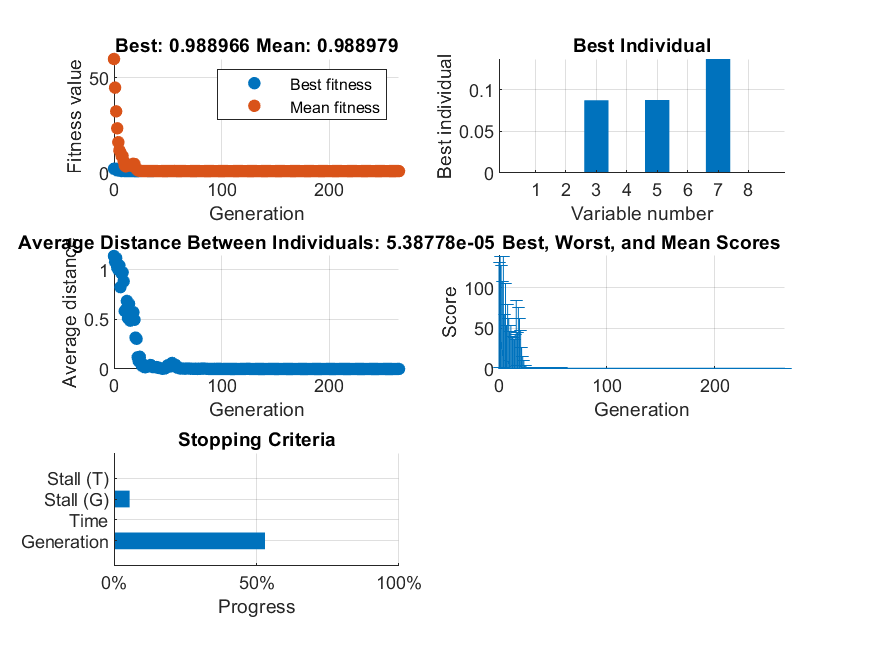 Best: 0.988966 Mean: 0.988979
Fitness value
50
0
Best fitness
Mean fitness
0 100 200
Generation
Best Individual
Best individual
0.1
0.05
0
1 2 3 4 5 6 7 8
Variable number
Average Distance Between Individuals: 5.38778e-05
Average distance
1
0.5
0
0 100 200
Generation
Best, Worst, and Mean Scores
Score
100
50
0
0 100 200
Generation
Stopping Criteria
Stall (T)
Stall (G)
Time
Generation
0% 50% 100%
Progress